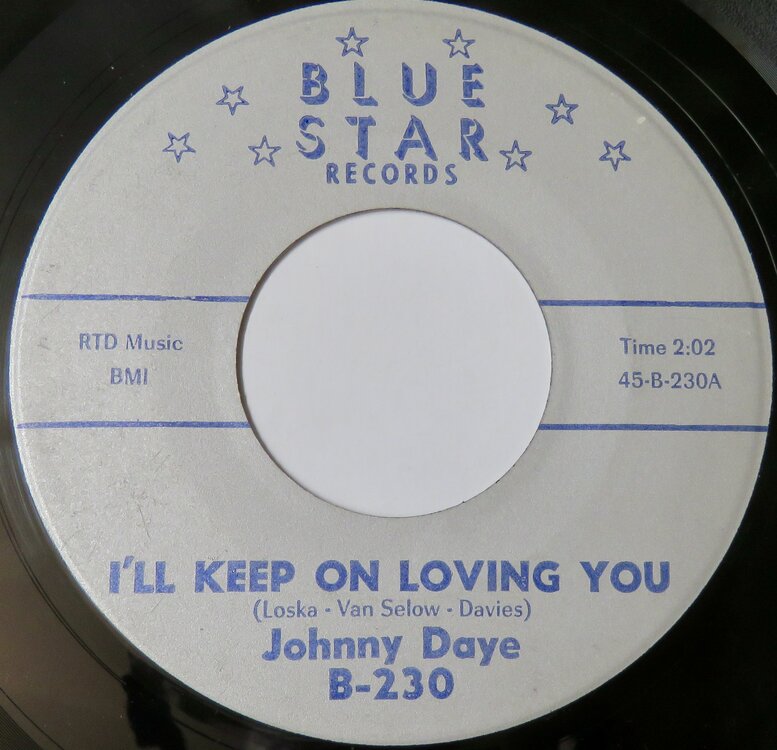 BLUE
STAR
RECORDS
RTD Music
BMI
Time 2:02
45-B-230A
I'LL KEEP ON LOVING YOU
(Loska - Van Selow - Davies)
Johnny Daye
B-230